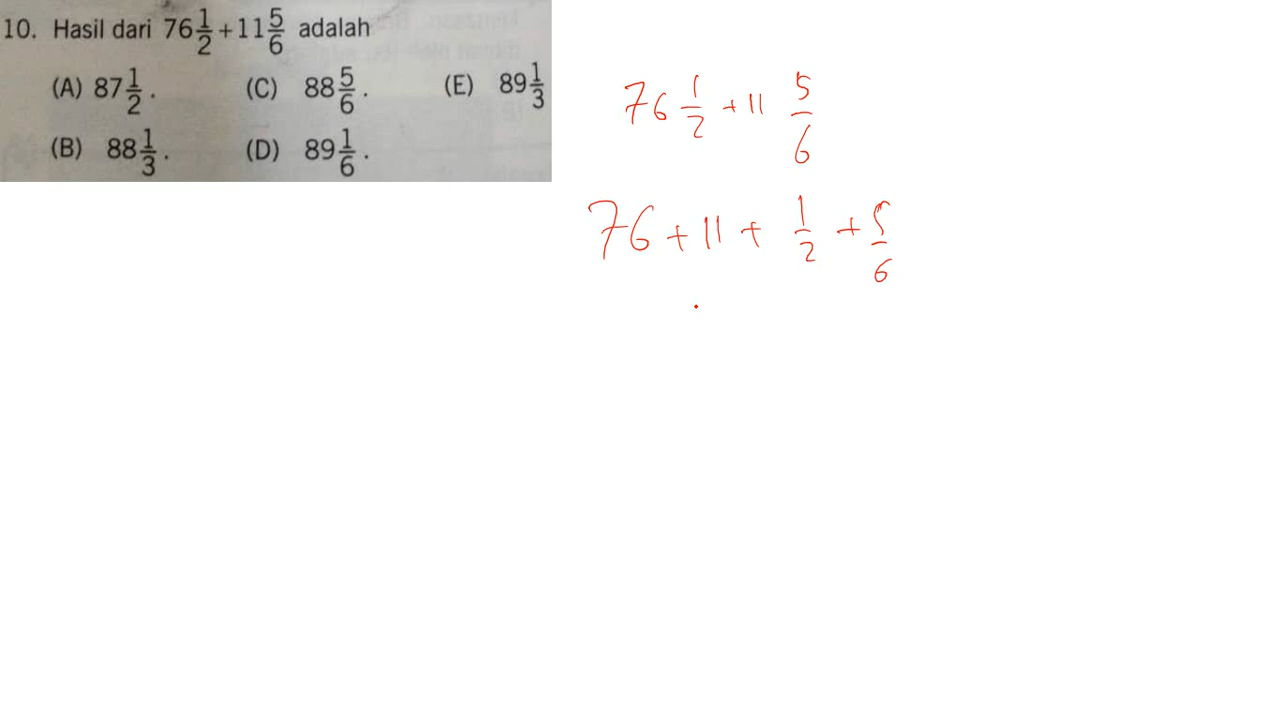 10. Hasil dari 76 1/2 + 11 5/6 adalah
(A) 87 1/2 . (C) 88 5/6 . (E) 89 1/3
(B) 88 1/3 . (D) 89 1/6 .
76 1/2 + 11 5/6
76 + 11 + 1/2 + 5/6